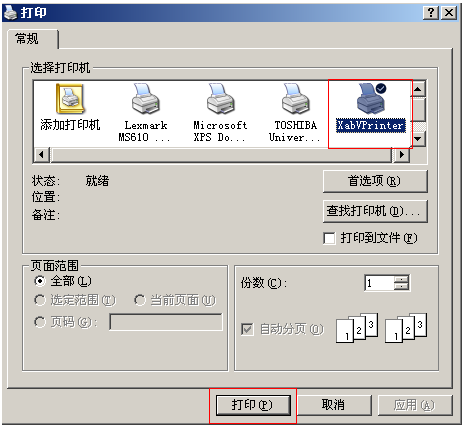 打印
常规
选择打印机
添加打印机
Lexmark
MS610 ...
Microsoft
XPS Do...
TOSHIBA
Univer...
XabVPrinter
状态: 就绪
位置:
备注:
首选项(R)
查找打印机(D)...
打印到文件(F)
页面范围
全部(L)
选定范围(T) 当前页面(U)
页码(G):
份数(C): 1
自动分页(O)
1 2 3 1 2 3
打印(P) 取消 应用(A)